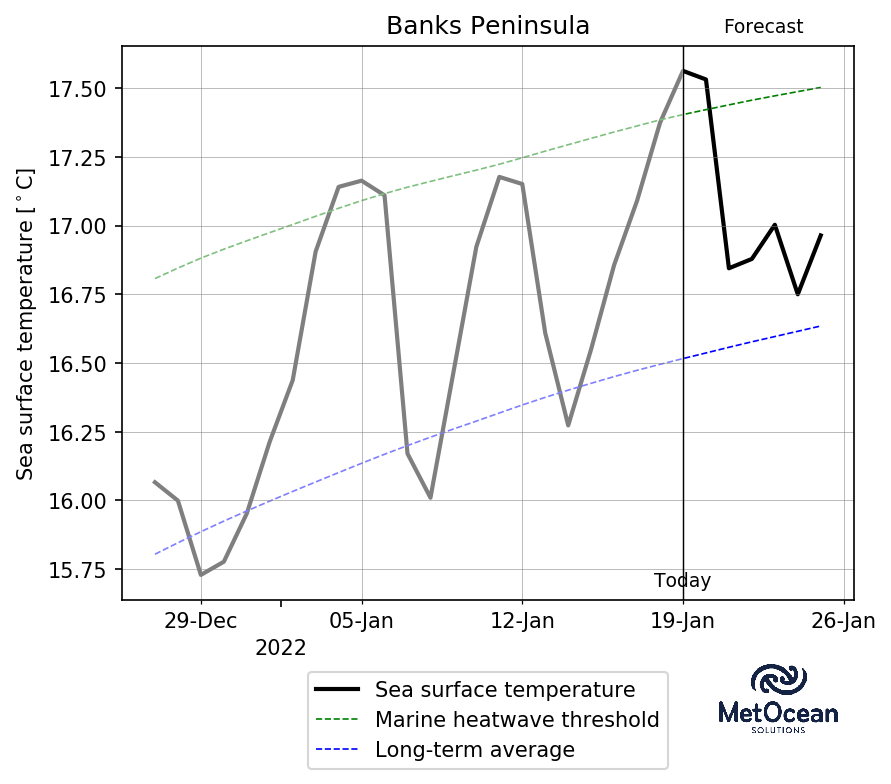 Banks Peninsula
Forecast
Sea surface temperature [°C]
17.50
17.25
17.00
16.75
16.50
16.25
16.00
15.75
Today
29-Dec
05-Jan
12-Jan
19-Jan
26-Jan
2022
Sea surface temperature
Marine heatwave threshold
Long-term average
MetOcean
SOLUTIONS